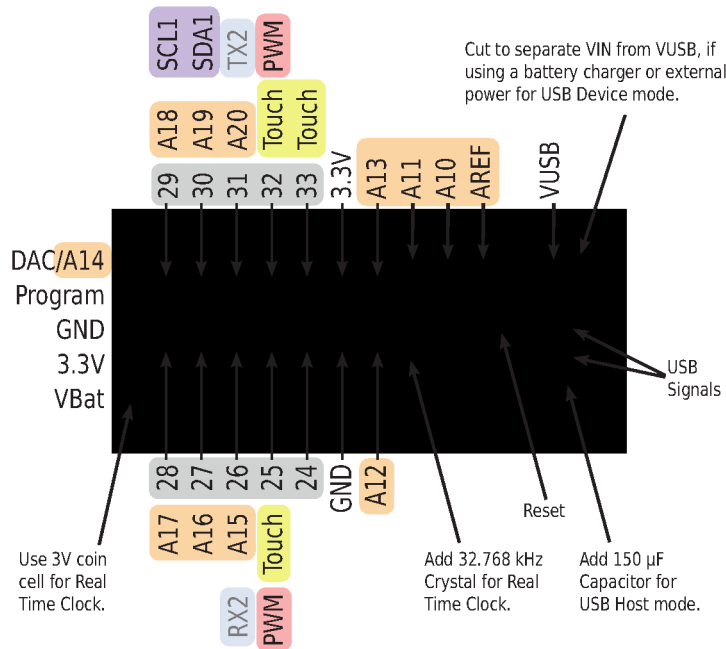 SCL1 SDA1 TX2 PWM
A18 A19 A20 Touch Touch
29 30 31 32 33 3.3V A13 A11 A10 AREF VUSB
Cut to separate VIN from VUSB, if
using a battery charger or external
power for USB Device mode.
DAC/A14
Program
GND
3.3V
VBat
USB
Signals
28 27 26 25 24 GND A12
A17 A16 A15 Touch
RX2 PWM
Reset
Use 3V coin
cell for Real
Time Clock.
Add 32.768 kHz
Crystal for Real
Time Clock.
Add 150 µF
Capacitor for
USB Host mode.